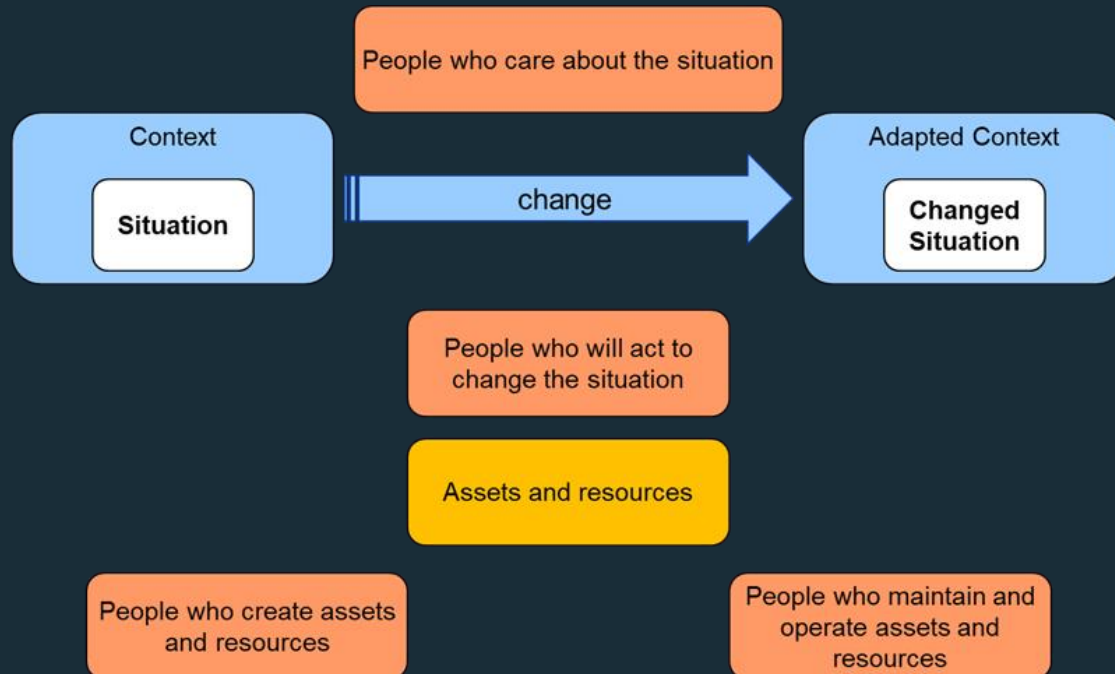 People who care about the situation
Context
Situation
change
Adapted Context
Changed
Situation
People who will act to
change the situation
Assets and resources
People who create assets
and resources
People who maintain and
operate assets and
resources